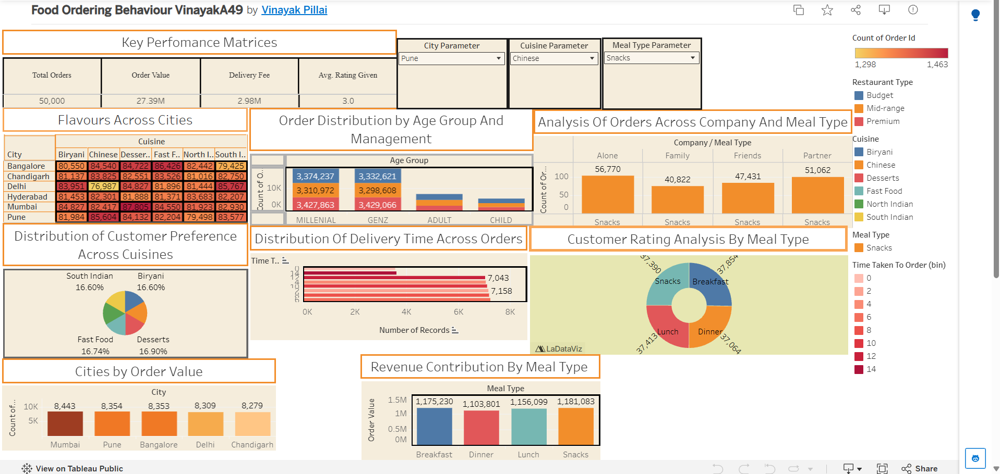 Food Ordering Behaviour VinayakA49 by Vinayak Pillai
Key Perfomance Matrices
Total Orders Order Value Delivery Fee Avg. Rating Given
50,000 27.39M 2.98M 3.0
City Parameter
Pune
Cuisine Parameter
Chinese
Meal Type Parameter
Snacks
Flavours Across Cities
Cuisine
City Biryani Chinese Desser.. Fast F.. North I.. South I..
Bangalore 80,550 84,540 84,722 86,426 82,442 79,425
Chandigarh 81,137 83,825 82,551 83,526 81,016 82,750
Delhi 83,951 76,987 84,827 81,896 81,444 85,767
Hyderabad 81,453 82,301 81,888 81,371 83,683 82,207
Mumbai 84,827 82,417 87,805 84,550 81,923 82,930
Pune 81,984 85,604 84,132 82,204 79,498 83,577
Order Distribution by Age Group And
Management
Age Group
Count of O..
10K
0K
3,374,237 3,332,621
3,310,972 3,298,608
3,427,863 3,429,066
MILLENIAL GENZ ADULT CHILD
Analysis Of Orders Across Company And Meal Type
Company / Meal Type
Alone Family Friends Partner
Count of Or...
100
50
0
56,770 40,822 47,431 51,062
Snacks Snacks Snacks Snacks
Distribution of Customer Preference
Across Cuisines
South Indian
16.60%
Biryani
16.60%
Fast Food
16.74%
Desserts
16.90%
Distribution Of Delivery Time Across Orders
Time T..
0
14
12
4
10
2
8
6
7,043
7,158
0K 2K 4K 6K 8K
Number of Records
Customer Rating Analysis By Meal Type
37,390
37,854
Snacks Breakfast
Lunch Dinner
37,413
37,064
LaDataViz
Cities by Order Value
City
Count of...
10K
5K
8,443 8,354 8,353 8,309 8,279
Mumbai Pune Bangalore Delhi Chandigarh
Revenue Contribution By Meal Type
Meal Type
Order Value
1.5M
1M
0.5M
0M
1,175,230 1,103,801 1,156,099 1,181,083
Breakfast Dinner Lunch Snacks
Count of Order Id
1,298 1,463
Restaurant Type
Budget
Mid-range
Premium
Cuisine
Biryani
Chinese
Desserts
Fast Food
North Indian
South Indian
Meal Type
Snacks
Time Taken To Order (bin)
0
2
4
6
8
10
12
14
View on Tableau Public
Share